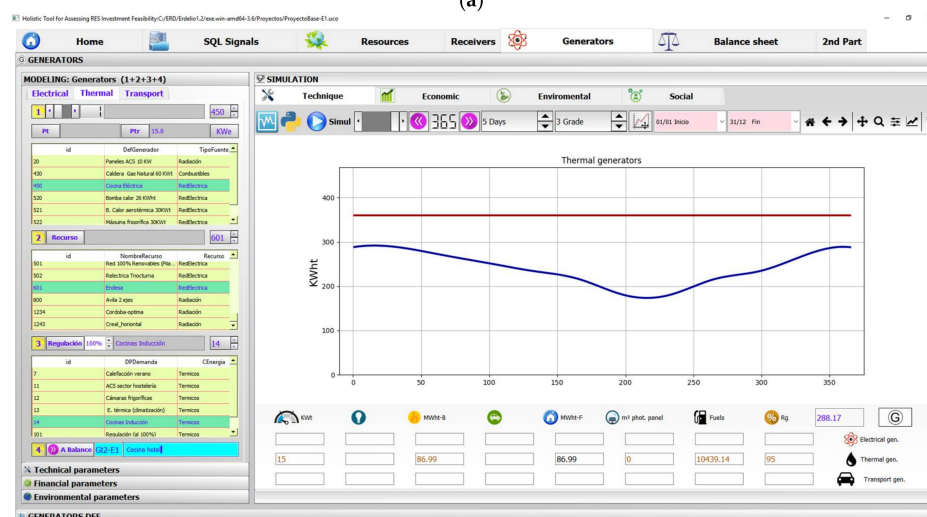 (a)
Holistic Tool for Assessing RES Investment Feasibility:C:/ERD/Erdelio1.2/exe.win-amd64-3.6/Proyectos/ProyectoBase-E1.uco
Home SQL Signals Resources Receivers Generators Balance sheet 2nd Part
GENERATORS
MODELING: Generators (1+2+3+4)
Electrical Thermal Transport
1 450
Pt Ptr 15.0 KWe
id DefGenerador TipoFuente
20 Paneles ACS 10 KW Radiación
430 Caldera Gas Natural 60 KWt Combustibles
450 Cocina Eléctrica RedElectrica
520 Bomba calor 26 KWht RedElectrica
521 B. Calor aerotérmica 30KWt RedElectrica
522 Máquina frigorífica 30KWt RedElectrica
2 Recurso 601
id NombreRecurso Recurso
501 Red 100% Renovables (Fila... RedElectrica
502 Relectrica Tnocturna RedElectrica
601 Endesa RedElectrica
800 Avila 2 ejes Radiación
1234 Cordoba-optima Radiación
1243 Creal_horiontal Radiación
3 Regulación 100% Cocinas Inducción 14
id DPDemanda CEnergia
7 Calefacción verano Termicos
11 ACS sector hostelería Termicos
12 Cámaras frigoríficas Termicos
13 E. térmica (dimatización) Termicos
14 Cocinas Inducción Termicos
101 Regulación (al 100%) Termicos
4 A Balance Gt2-E1 Cocina hotel
Technical parameters
Financial parameters
Environmental parameters
GENERATORS DEF
SIMULATION
Technique Economic Enviromental Social
Simul 365 5 Days 3 Grade 01/01 Inicio 31/12 Fin
Thermal generators
KWht
400
300
200
100
0
0 50 100 150 200 250 300 350
KWt MWht-B MWht-F m² phot. panel Fuels Rg 288.17 G
Electrical gen.
15 86.99 86.99 0 10439.14 95 Thermal gen.
Transport gen.